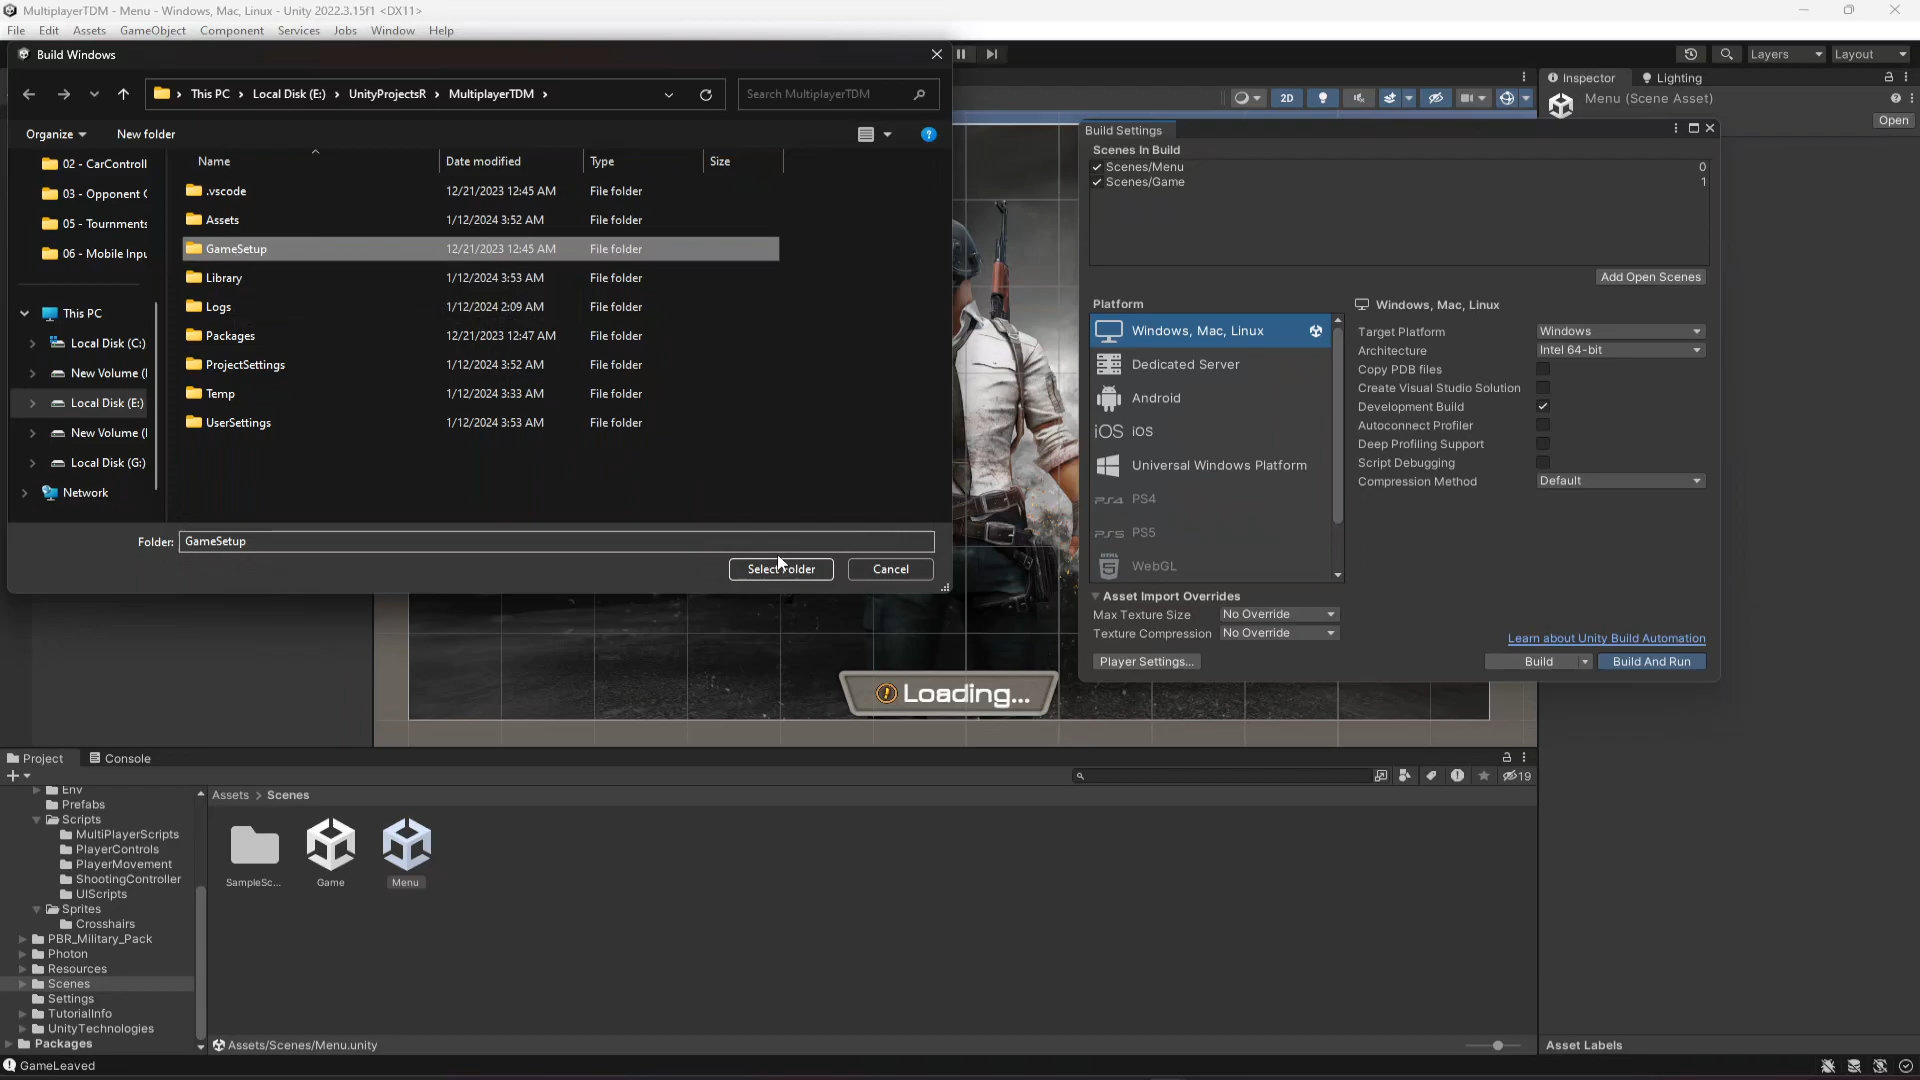 MultiplayerTDM - Menu - Windows, Mac, Linux - Unity 2022.3.15f1 <DX11>
File Edit Assets GameObject Component Services Jobs Window Help
Build Windows
This PC > Local Disk (E:) > UnityProjectsR > MultiplayerTDM >
Search MultiplayerTDM
Organize
New folder
Name Date modified Type Size
02 - CarControll
03 - Opponent C
05 - Tournments
06 - Mobile Inpu
This PC
Local Disk (C:)
New Volume (
Local Disk (E:)
New Volume (
Local Disk (G:)
Network
.vscode 12/21/2023 12:45 AM File folder
Assets 1/12/2024 3:52 AM File folder
GameSetup 12/21/2023 12:45 AM File folder
Library 1/12/2024 3:53 AM File folder
Logs 1/12/2024 2:09 AM File folder
Packages 12/21/2023 12:47 AM File folder
ProjectSettings 1/12/2024 3:52 AM File folder
Temp 1/12/2024 3:33 AM File folder
UserSettings 1/12/2024 3:53 AM File folder
Folder: GameSetup
Select Folder
Cancel
Layers
Layout
2D
Inspector
Lighting
Menu (Scene Asset)
Open
Build Settings
Scenes In Build
Scenes/Menu 0
Scenes/Game 1
Add Open Scenes
Platform
Windows, Mac, Linux
Dedicated Server
Android
iOS iOS
Universal Windows Platform
PS4 PS4
PS5 PS5
HTML 5 WebGL
Windows, Mac, Linux
Target Platform Windows
Architecture Intel 64-bit
Copy PDB files
Create Visual Studio Solution
Development Build
Autoconnect Profiler
Deep Profiling Support
Script Debugging
Compression Method Default
Asset Import Overrides
Max Texture Size No Override
Texture Compression No Override
Learn about Unity Build Automation
Player Settings...
Build
Build And Run
Loading...
Project
Console
19
Env
Prefabs
Scripts
MultiPlayerScripts
PlayerControls
PlayerMovement
ShootingController
UIScripts
Sprites
Crosshairs
PBR_Military_Pack
Photon
Resources
Scenes
Settings
TutorialInfo
UnityTechnologies
Packages
Assets > Scenes
SampleSc...
Game
Menu
Assets/Scenes/Menu.unity
Asset Labels
GameLeaved